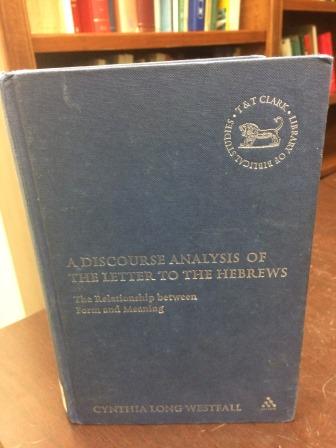 T&T CLARK • LIBRARY OF BIBLICAL STUDIES •
A DISCOURSE ANALYSIS OF
THE LETTER TO THE HEBREWS
The Relationship between
Form and Meaning
CYNTHIA LONG WESTFALL